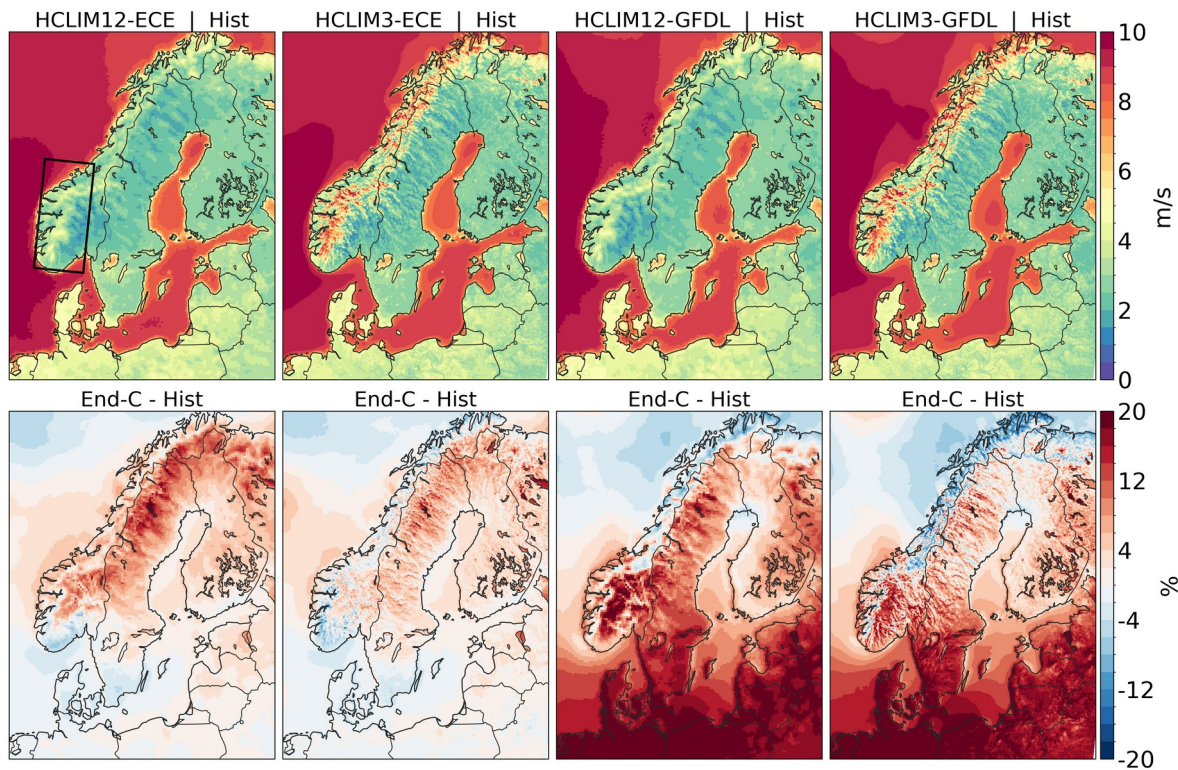 HCLIM12-ECE | Hist
HCLIM3-ECE | Hist
HCLIM12-GFDL | Hist
HCLIM3-GFDL | Hist
10
8
6
4
2
0
m/s
End-C - Hist
End-C - Hist
End-C - Hist
End-C - Hist
20
12
4
-4
-12
-20
%